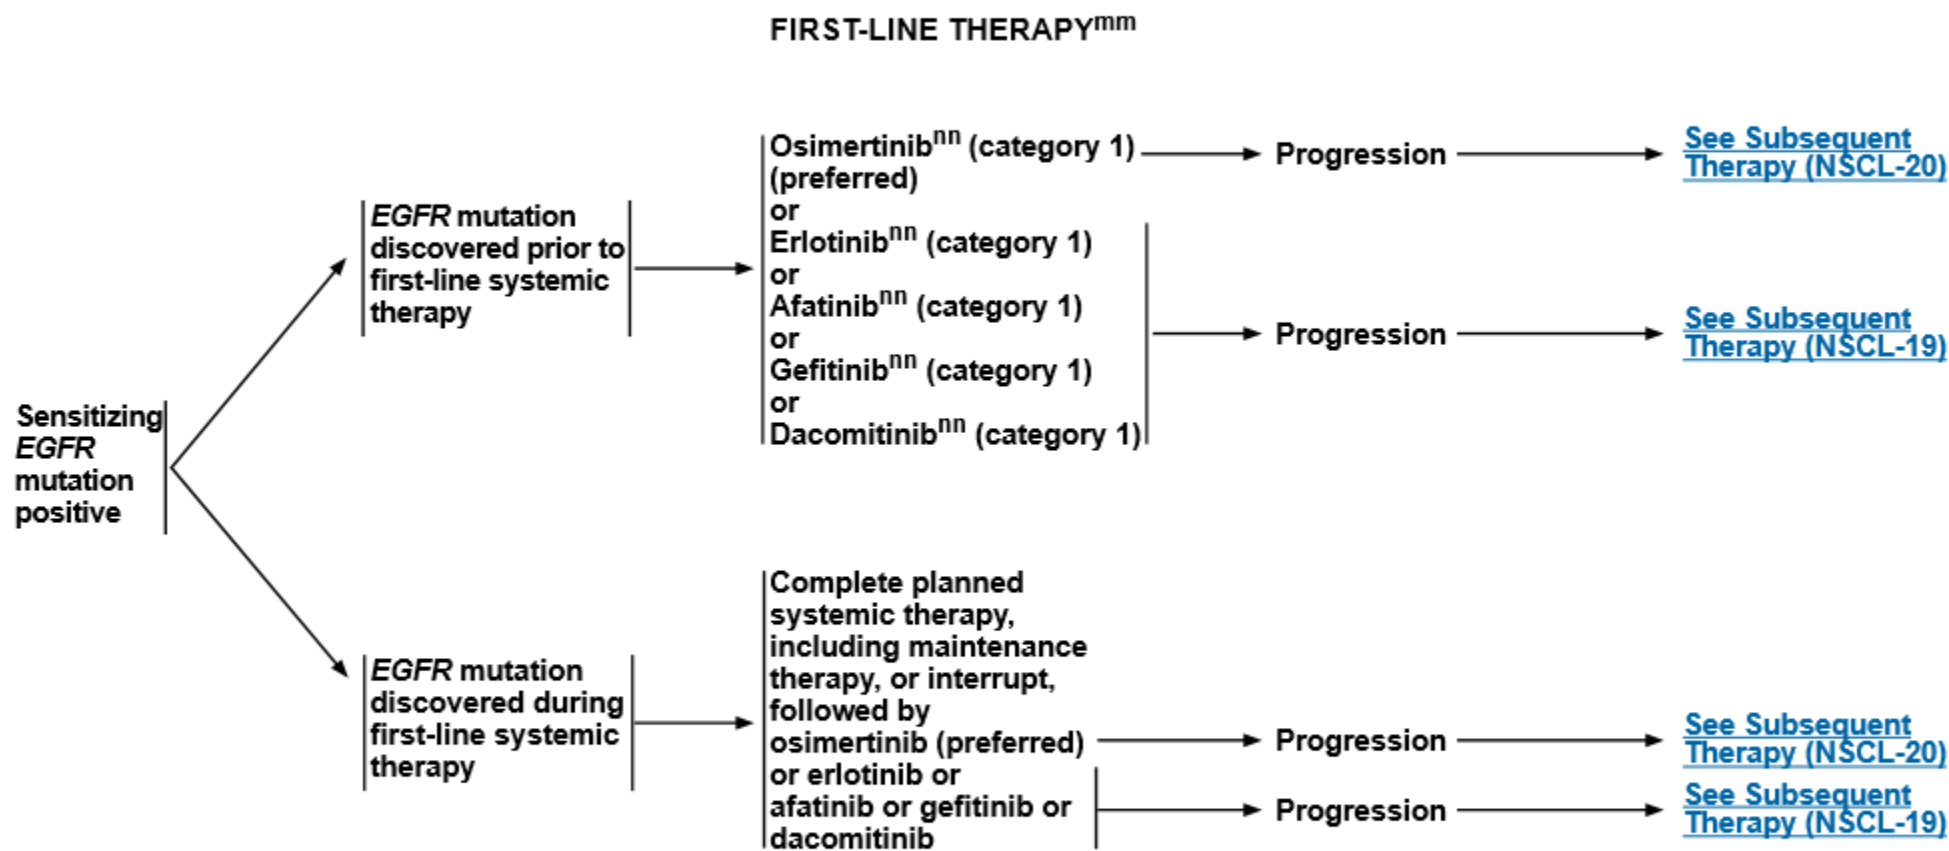 FIRST-LINE THERAPYmm
Sensitizing
EGFR
mutation
positive
EGFR mutation
discovered prior to
first-line systemic
therapy
Osimertinibnn (category 1)
(preferred)
or
Erlotinibnn (category 1)
or
Afatinibnn (category 1)
or
Gefitinibnn (category 1)
or
Dacomitinibnn (category 1)
Progression
See Subsequent
Therapy (NSCL-20)
Progression
See Subsequent
Therapy (NSCL-19)
EGFR mutation
discovered during
first-line systemic
therapy
Complete planned
systemic therapy,
including maintenance
therapy, or interrupt,
followed by
osimertinib (preferred)
or erlotinib or
afatinib or gefitinib or
dacomitinib
Progression
See Subsequent
Therapy (NSCL-20)
Progression
See Subsequent
Therapy (NSCL-19)